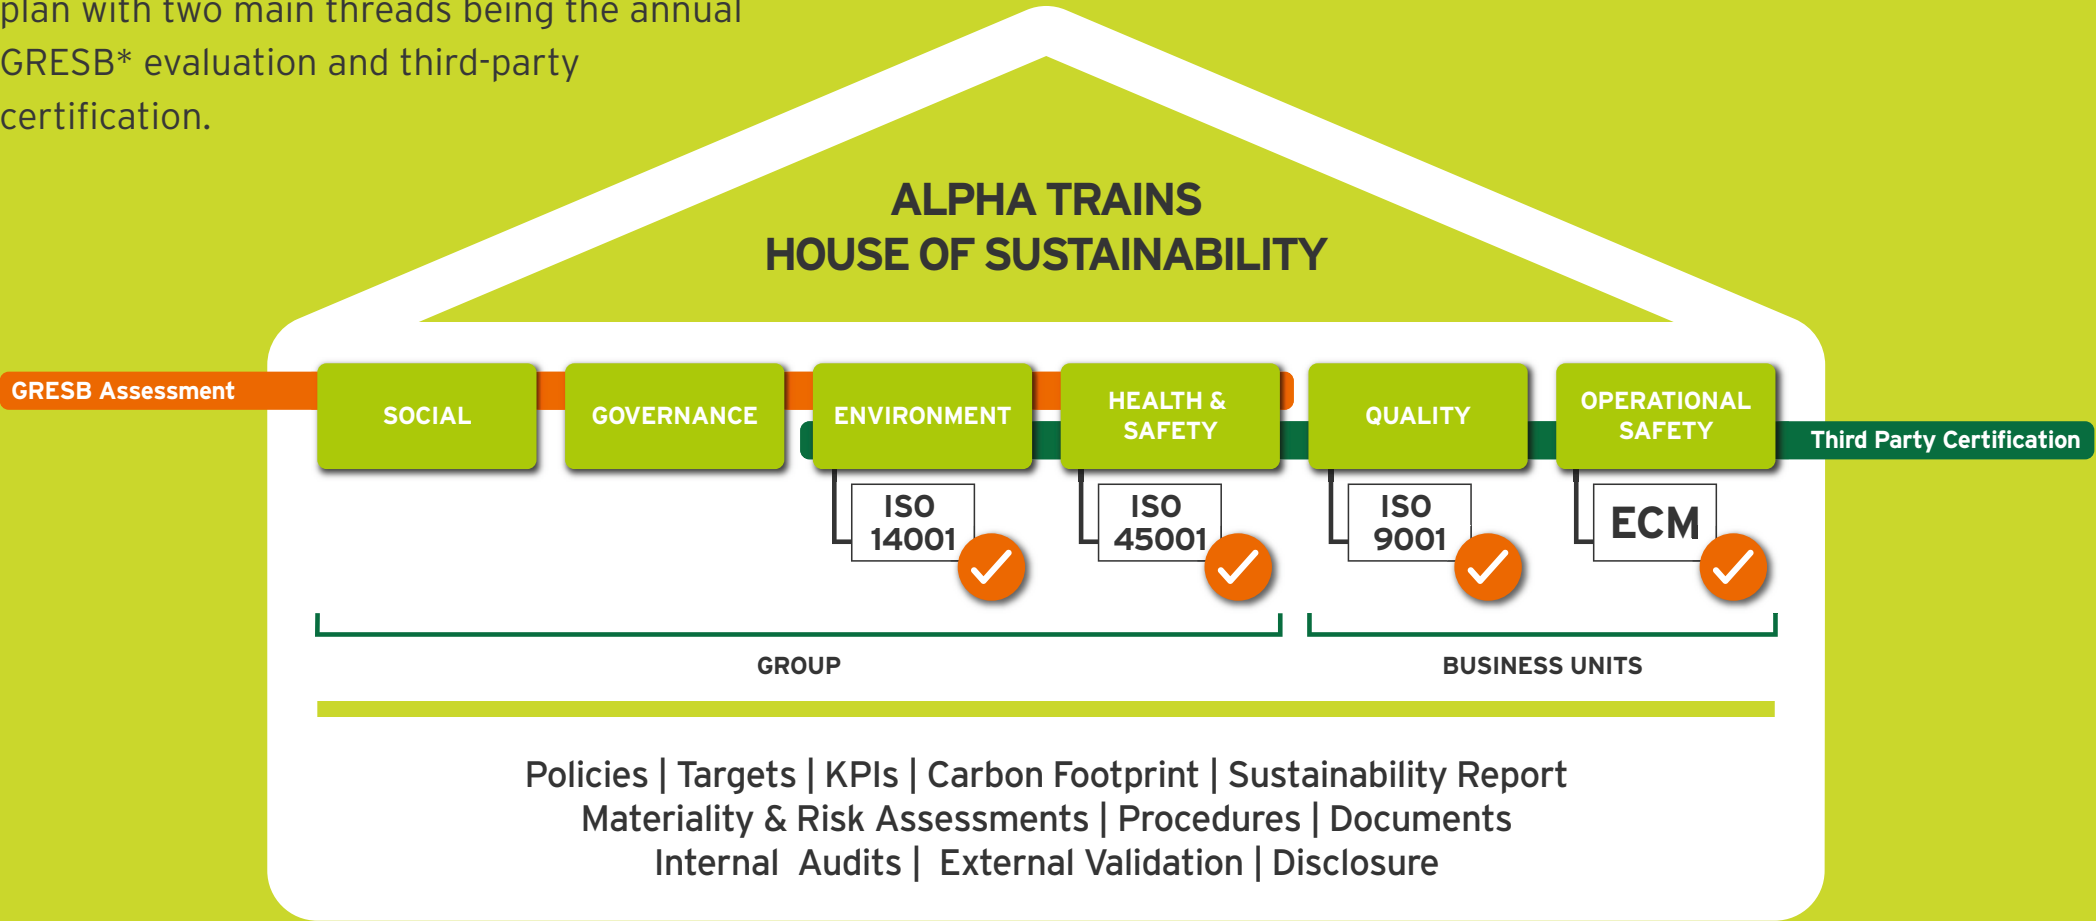 plan with two main threads being the annual
GRESB* evaluation and third-party
certification.
ALPHA TRAINS
HOUSE OF SUSTAINABILITY
GRESB Assessment
SOCIAL
GOVERNANCE
ENVIRONMENT
HEALTH &
SAFETY
QUALITY
OPERATIONAL
SAFETY
Third Party Certification
ISO
14001
ISO
45001
ISO
9001
ECM
GROUP
BUSINESS UNITS
Policies | Targets | KPIs | Carbon Footprint | Sustainability Report
Materiality & Risk Assessments | Procedures | Documents
Internal Audits | External Validation | Disclosure